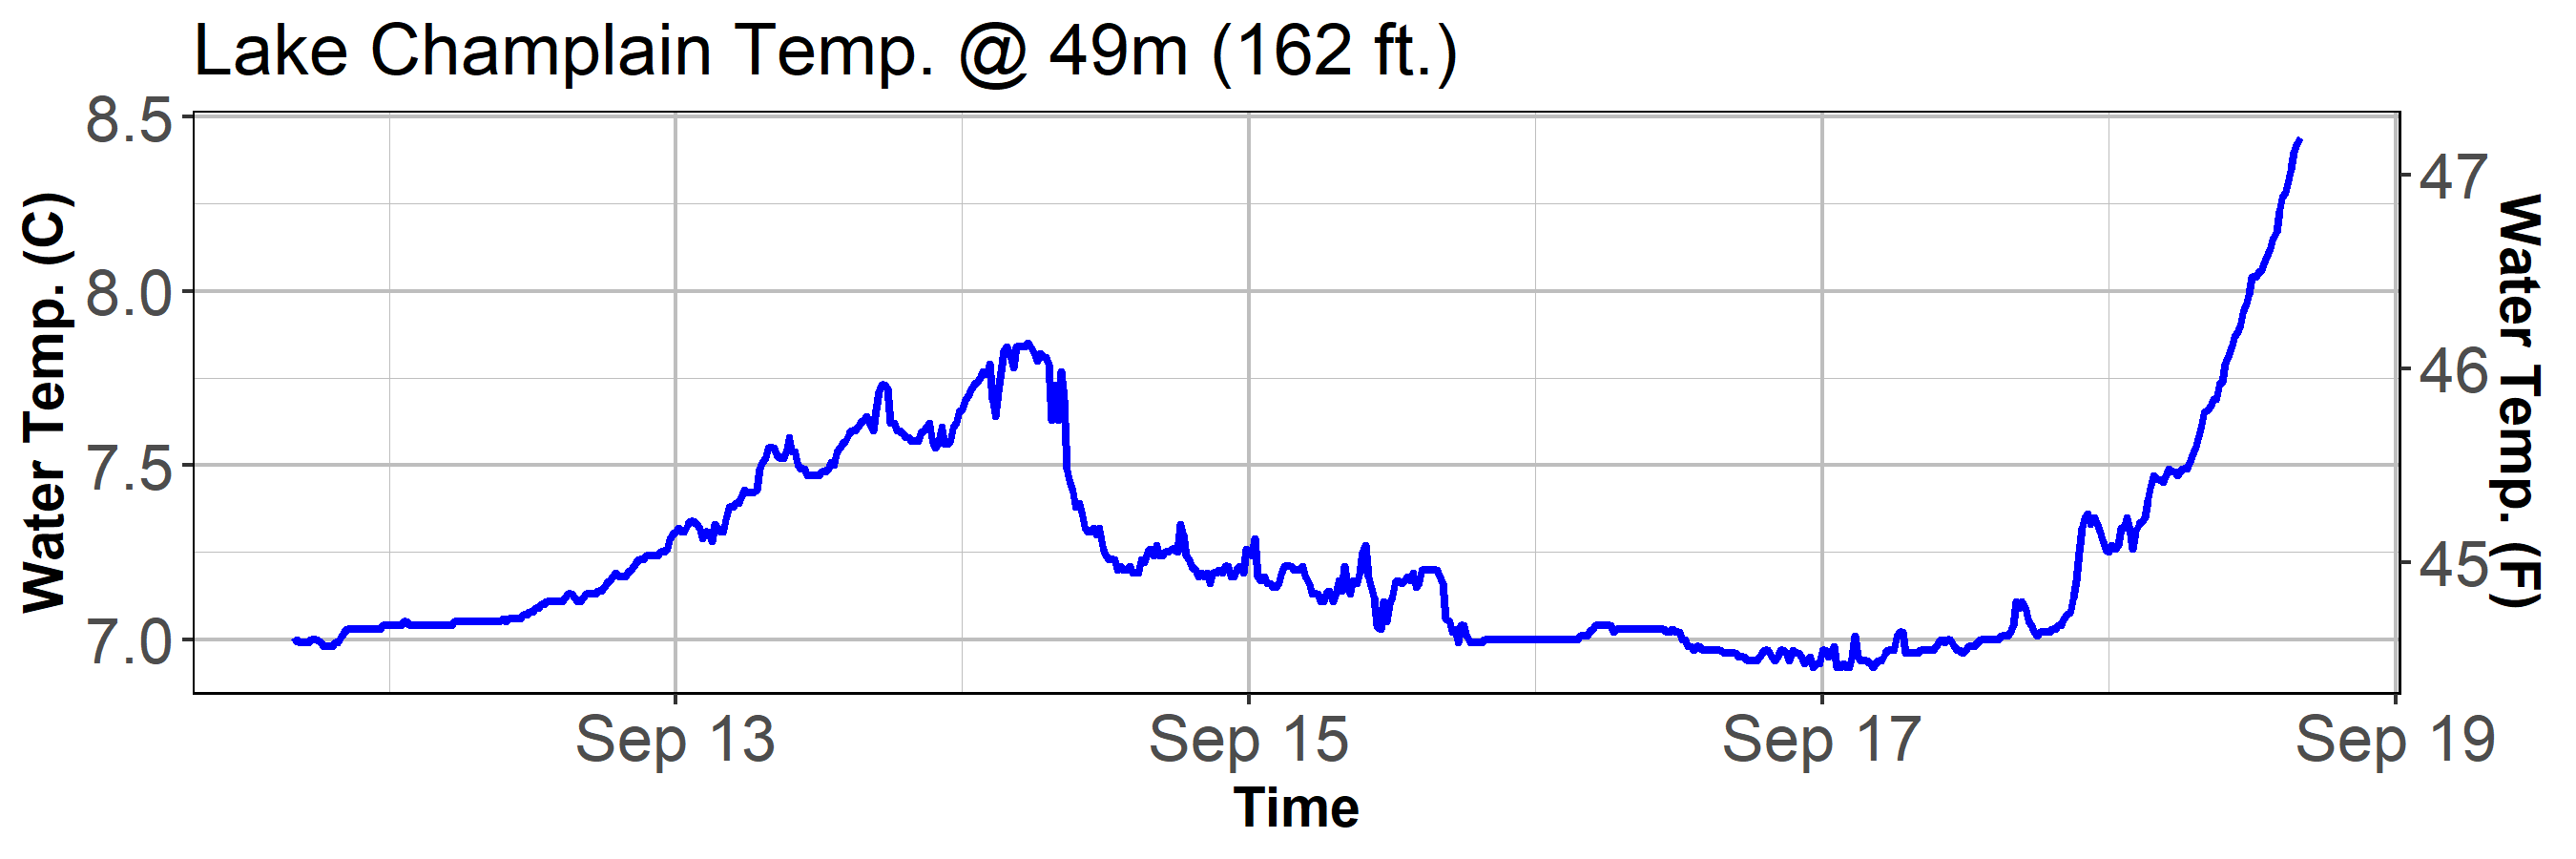 Lake Champlain Temp. @ 49m (162 ft.)
Water Temp. (C)
8.5
8.0
7.5
7.0
47
46
45
Water Temp. (F)
Sep 13 Sep 15 Sep 17 Sep 19
Time